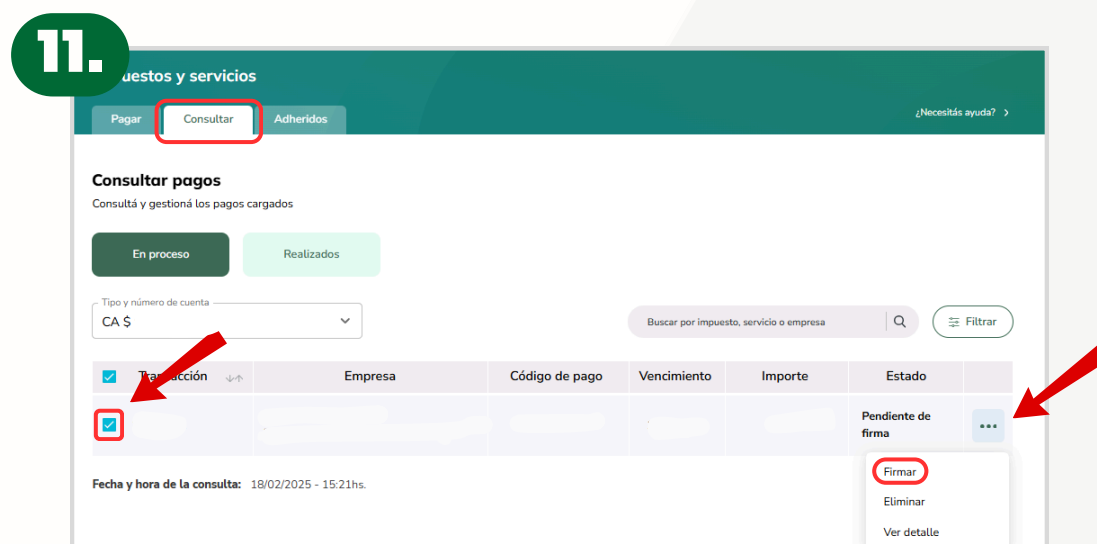 11.
uestos y servicios
Pagar
Consultar
Adheridos
¿Necesitás ayuda?
Consultar pagos
Consultá y gestioná los pagos cargados
En proceso
Realizados
Tipo y número de cuenta
CA $
Buscar por impuesto, servicio o empresa
Filtrar
Transacción
Empresa
Código de pago
Vencimiento
Importe
Estado
Pendiente de
firma
Firmar
Fecha y hora de la consulta: 18/02/2025 - 15:21hs.
Eliminar
Ver detalle